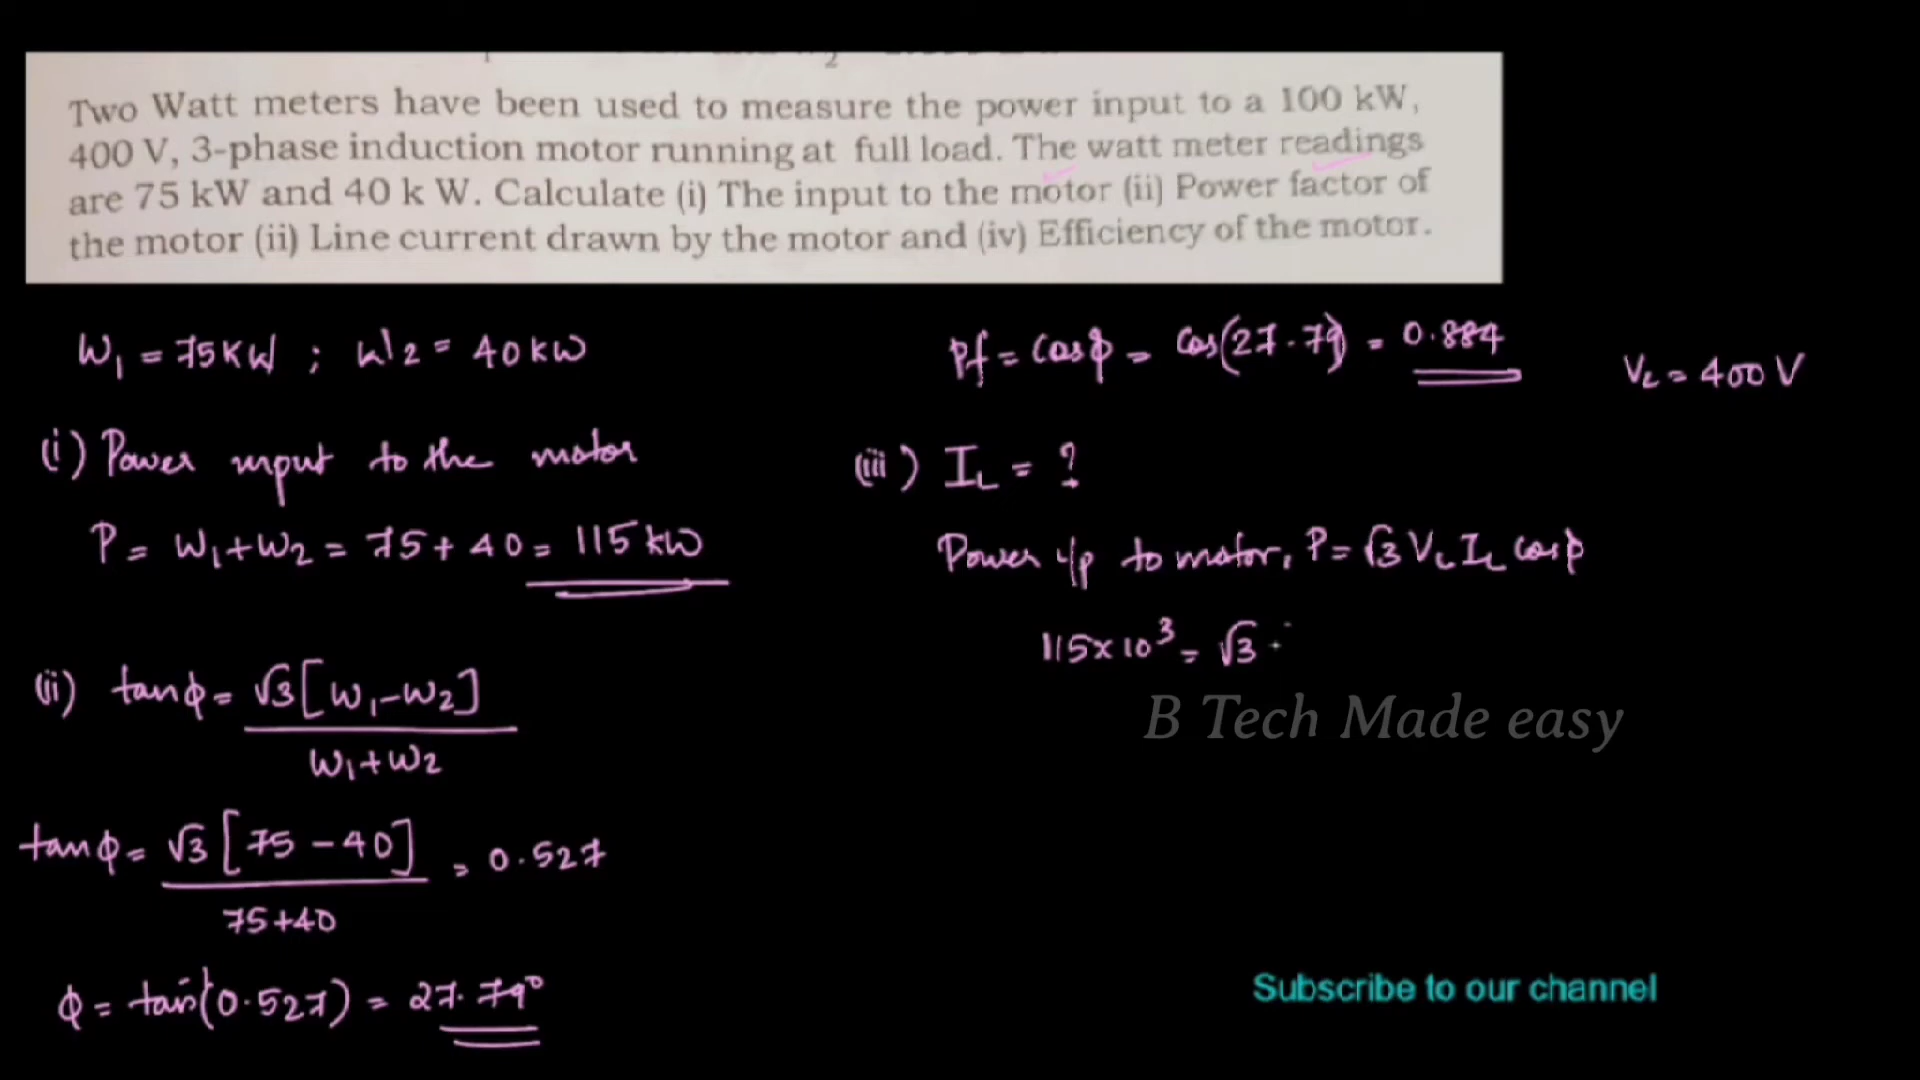 Two Watt meters have been used to measure the power input to a 100 kW,
400 V, 3-phase induction motor running at full load. The watt meter readings
are 75 kW and 40 k W. Calculate (i) The input to the motor (ii) Power factor of
the motor (ii) Line current drawn by the motor and (iv) Efficiency of the motor.
W₁ = 75KW ; W2 = 40KW
(i) Power input to the motor
P = W₁+W₂ = 75 + 40 = 115 kW
(ii) tanϕ = √3[W₁-W₂]
W₁+W₂
tanϕ = √3[75 - 40] = 0.527
75+40
ϕ = tan⁻¹(0.527) = 27.79°
Pf = Cosϕ = Cos(27.79) = 0.884
V_L = 400 V
(iii) I_L = ?
Power i/p to motor, P = √3 V_L I_L cosϕ
115×10³ = √3
B Tech Made easy
Subscribe to our channel